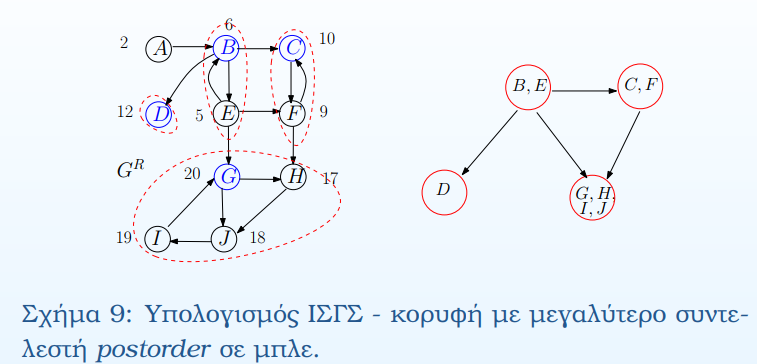 6
2 A B C 10
12 D 5 E F 9
G^R 20 G H 17
19 I J 18
B, E C, F
D G, H,
I, J
Σχήμα 9: Υπολογισμός ΙΣΓΣ - κορυφή με μεγαλύτερο συντε-
λεστή postorder σε μπλε.